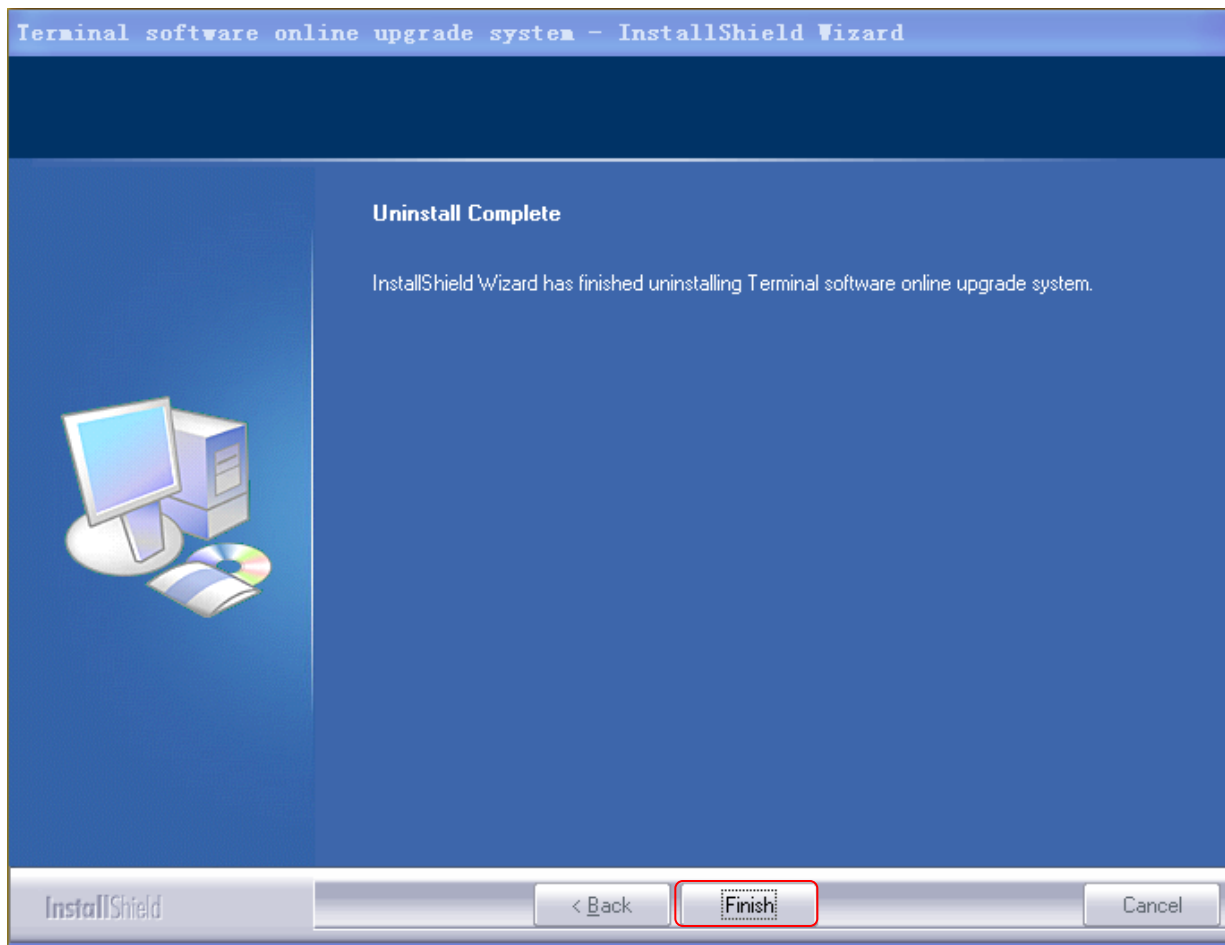 Terminal software online upgrade system - InstallShield Wizard
Uninstall Complete
InstallShield Wizard has finished uninstalling Terminal software online upgrade system.
InstallShield
< Back
Finish
Cancel